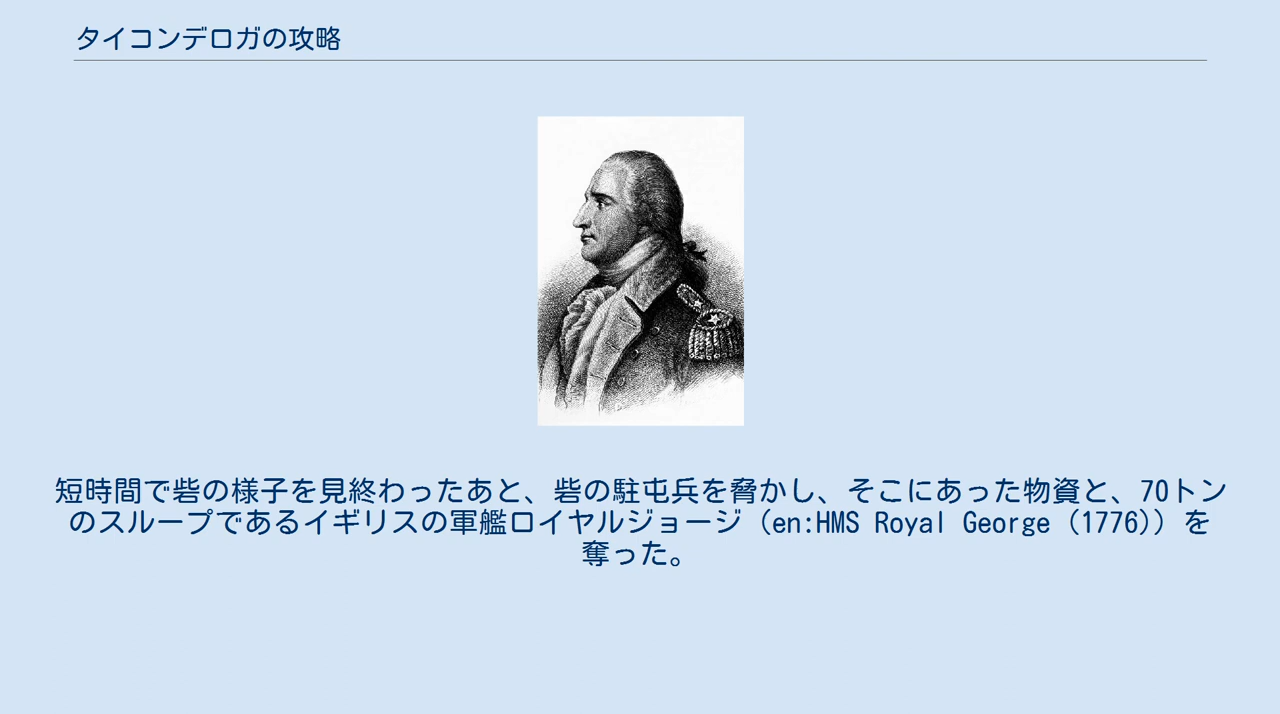 タイコンデロガの攻略
短時間で砦の様子を見終わったあと、砦の駐屯兵を脅かし、そこにあった物資と、70トン
のスループであるイギリスの軍艦ロイヤルジョージ（en:HMS Royal George (1776)）を
奪った。